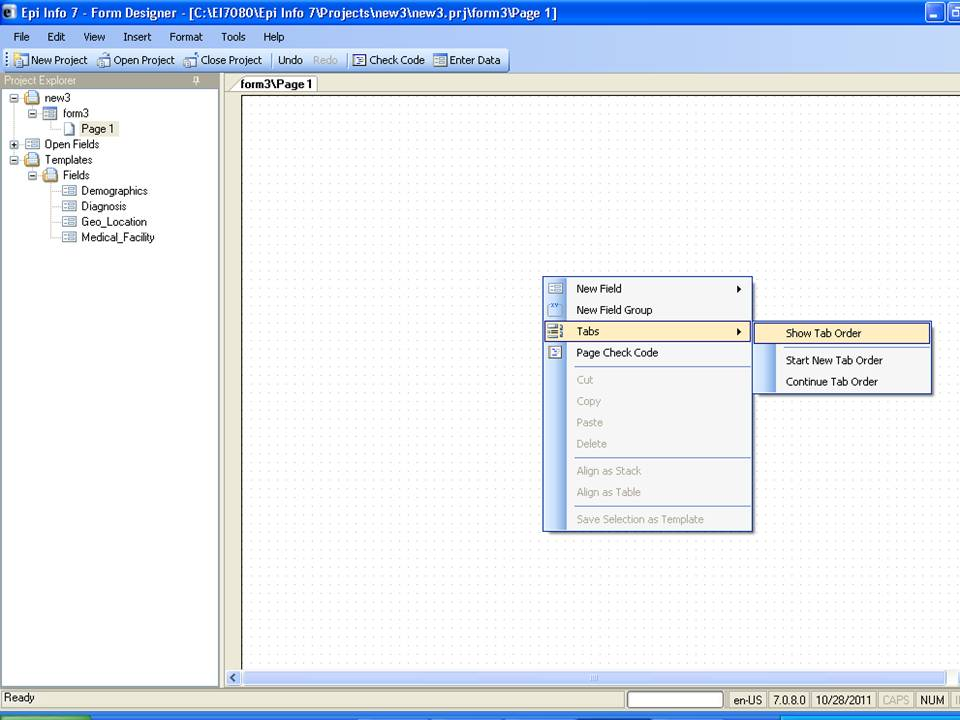 Epi Info 7 - Form Designer - [C:\EI7080\Epi Info 7\Projects\new3\new3.prj\form3\Page 1]
File Edit View Insert Format Tools Help
New Project Open Project Close Project Undo Redo Check Code Enter Data
Project Explorer
form3\Page 1
new3
form3
Page 1
Open Fields
Templates
Fields
Demographics
Diagnosis
Geo_Location
Medical_Facility
New Field
New Field Group
Tabs
Page Check Code
Cut
Copy
Paste
Delete
Align as Stack
Align as Table
Save Selection as Template
Show Tab Order
Start New Tab Order
Continue Tab Order
Ready
en-US 7.0.8.0 10/28/2011 CAPS NUM